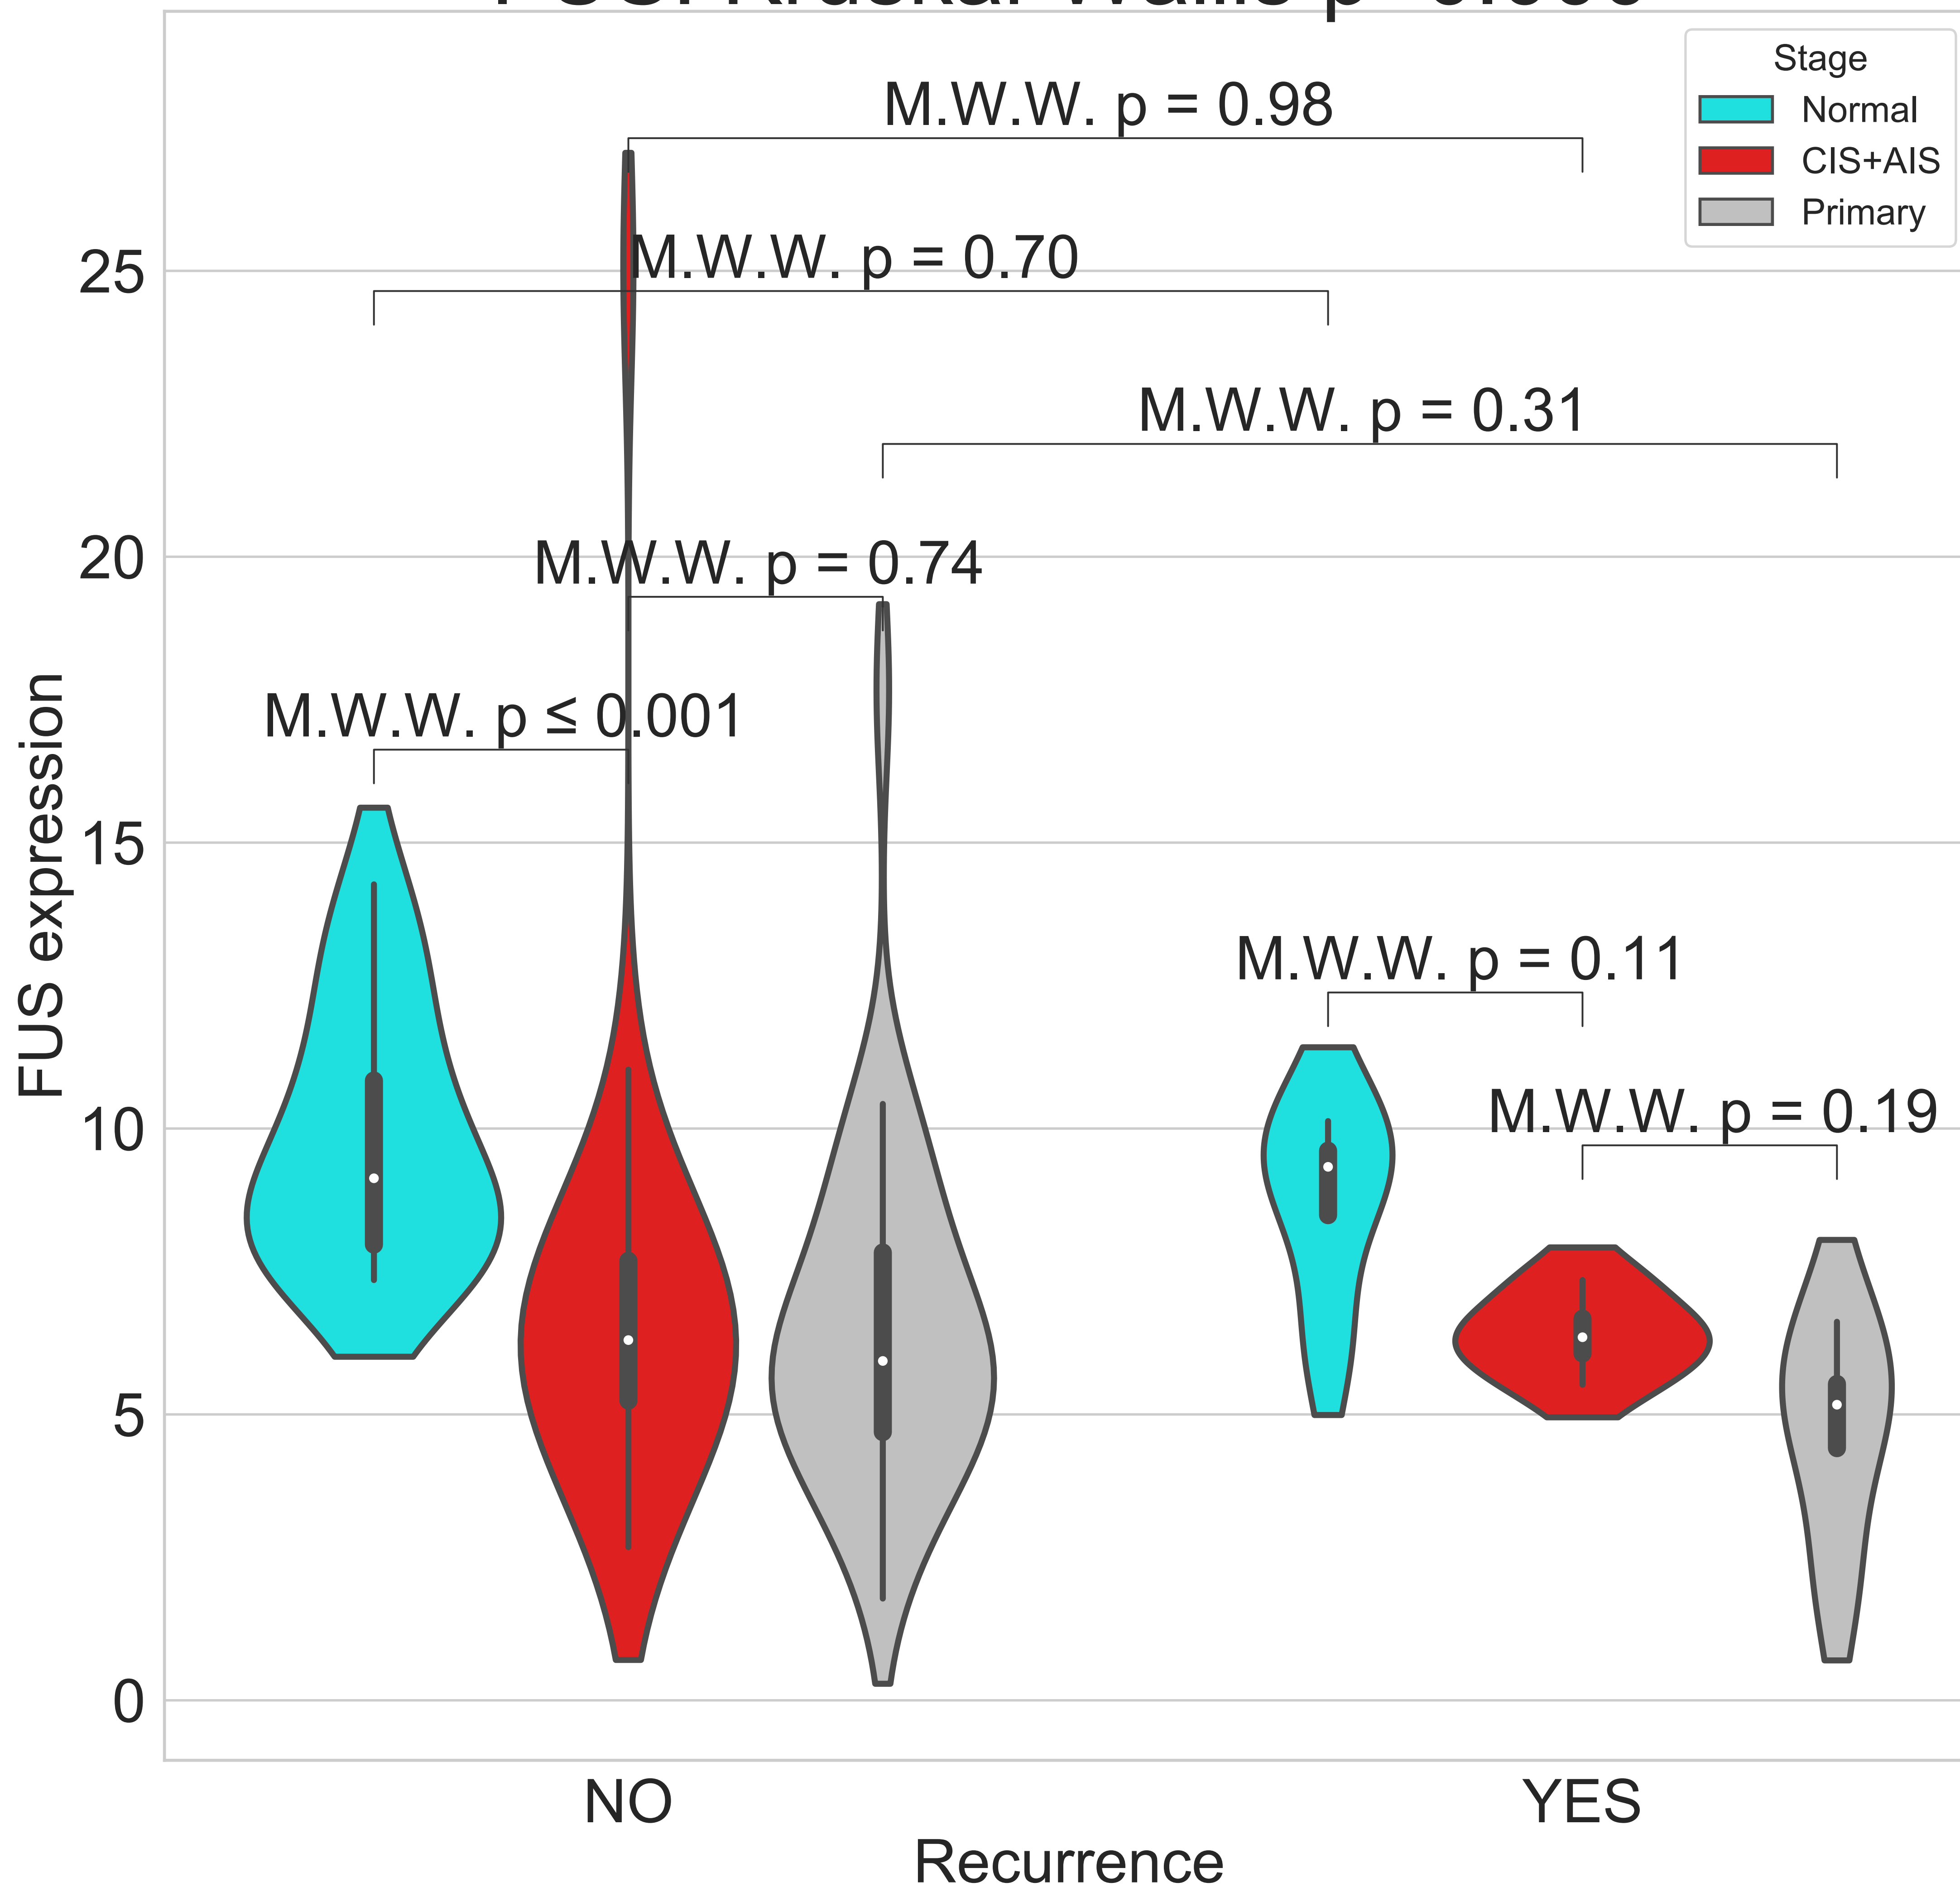 Stage
Normal
CIS+AIS
Primary
M.W.W. p = 0.98
M.W.W. p = 0.70
M.W.W. p = 0.31
M.W.W. p = 0.74
M.W.W. p ≤ 0.001
M.W.W. p = 0.11
M.W.W. p = 0.19
FUS expression
25
20
15
10
5
0
NO
YES
Recurrence